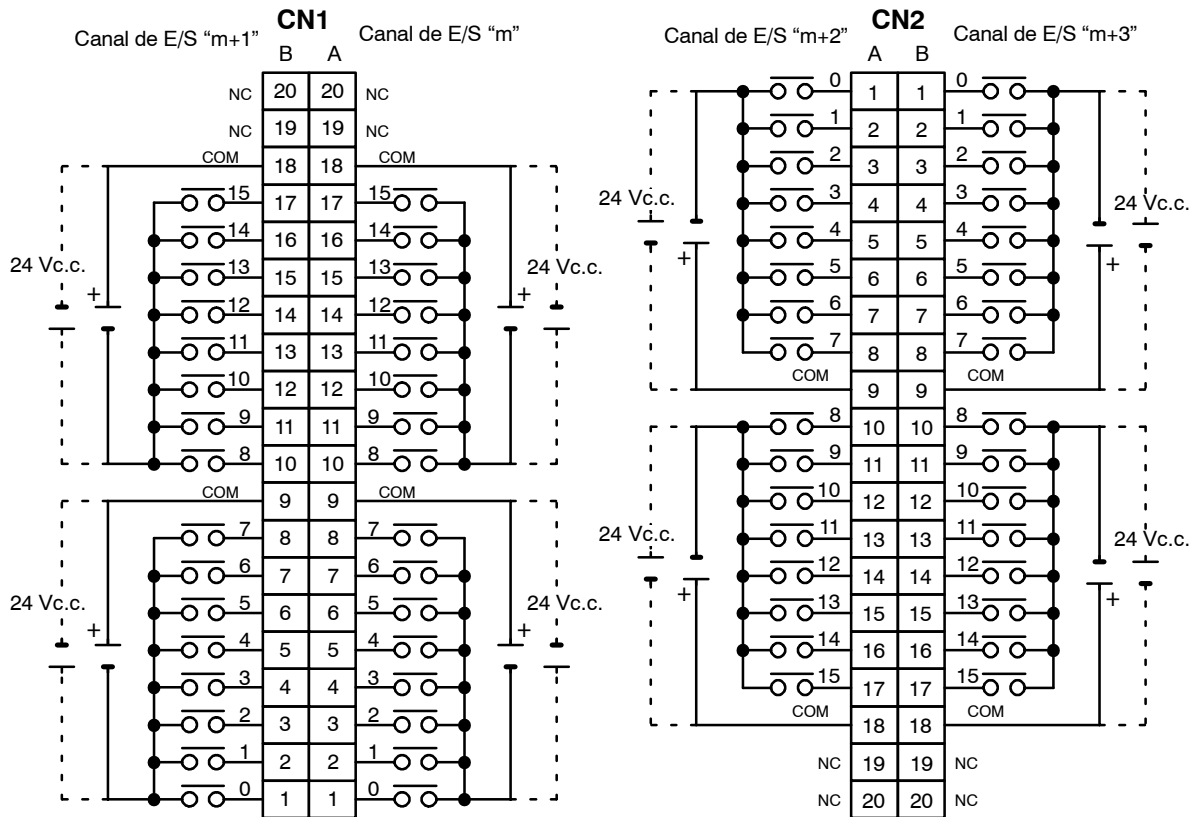 CN1
Canal de E/S “m+1” Canal de E/S “m”
B A
NC 20 20 NC
NC 19 19 NC
COM 18 18 COM
15 17 17 15
14 16 16 14
13 15 15 13
24 Vc.c. 24 Vc.c.
+ +
12 14 14 12
11 13 13 11
10 12 12 10
9 11 11 9
8 10 10 8
COM 9 9 COM
7 8 8 7
6 7 7 6
24 Vc.c. 5 6 6 5 24 Vc.c.
+ +
4 5 5 4
3 4 4 3
2 3 3 2
1 2 2 1
0 1 1 0
CN2
Canal de E/S “m+2” Canal de E/S “m+3”
A B
0 1 1 0
1 2 2 1
2 3 3 2
24 Vc.c. 3 4 4 3 24 Vc.c.
4 5 5 4
+ +
5 6 6 5
6 7 7 6
7 8 8 7
COM 9 9 COM
8 10 10 8
9 11 11 9
10 12 12 10
24 Vc.c. 11 13 13 11 24 Vc.c.
12 14 14 12
+ +
13 15 15 13
14 16 16 14
15 17 17 15
COM 18 18 COM
NC 19 19 NC
NC 20 20 NC